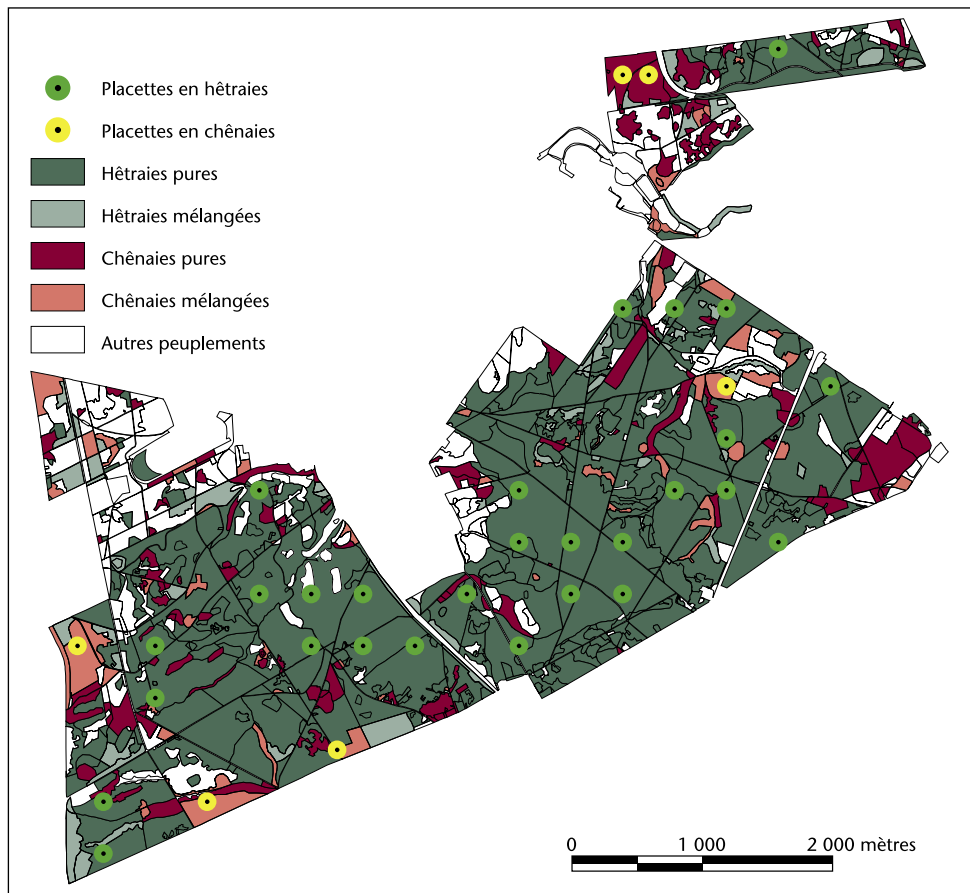 Placettes en hêtraies
Placettes en chênaies
Hêtraies pures
Hêtraies mélangées
Chênaies pures
Chênaies mélangées
Autres peuplements
0 1 000 2 000 mètres